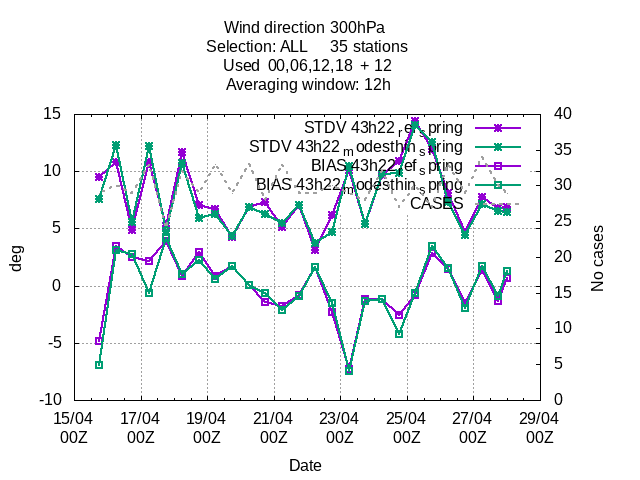 Wind direction 300hPa
Selection: ALL     35 stations
Used  00,06,12,18  + 12
Averaging window: 12h
STDV 43h22_ref_spring
STDV 43h22_modesthin_spring
BIAS 43h22_ref_spring
BIAS 43h22_modesthin_spring
CASES
deg
15
10
5
0
-5
-10
No cases
40
35
30
25
20
15
10
5
0
15/04 17/04 19/04 21/04 23/04 25/04 27/04 29/04
00Z 00Z 00Z 00Z 00Z 00Z 00Z 00Z
Date